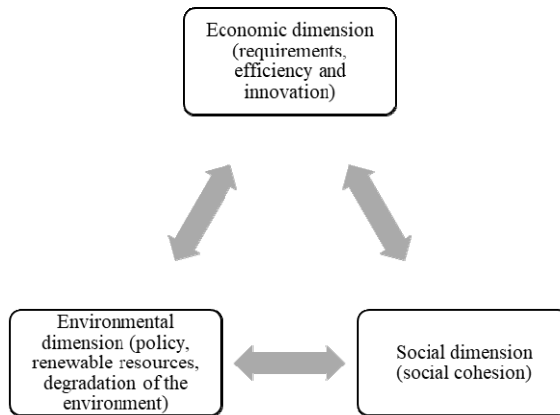 Economic dimension
(requirements,
efficiency and
innovation)
Environmental
dimension (policy,
renewable resources,
degradation of the
environment)
Social dimension
(social cohesion)